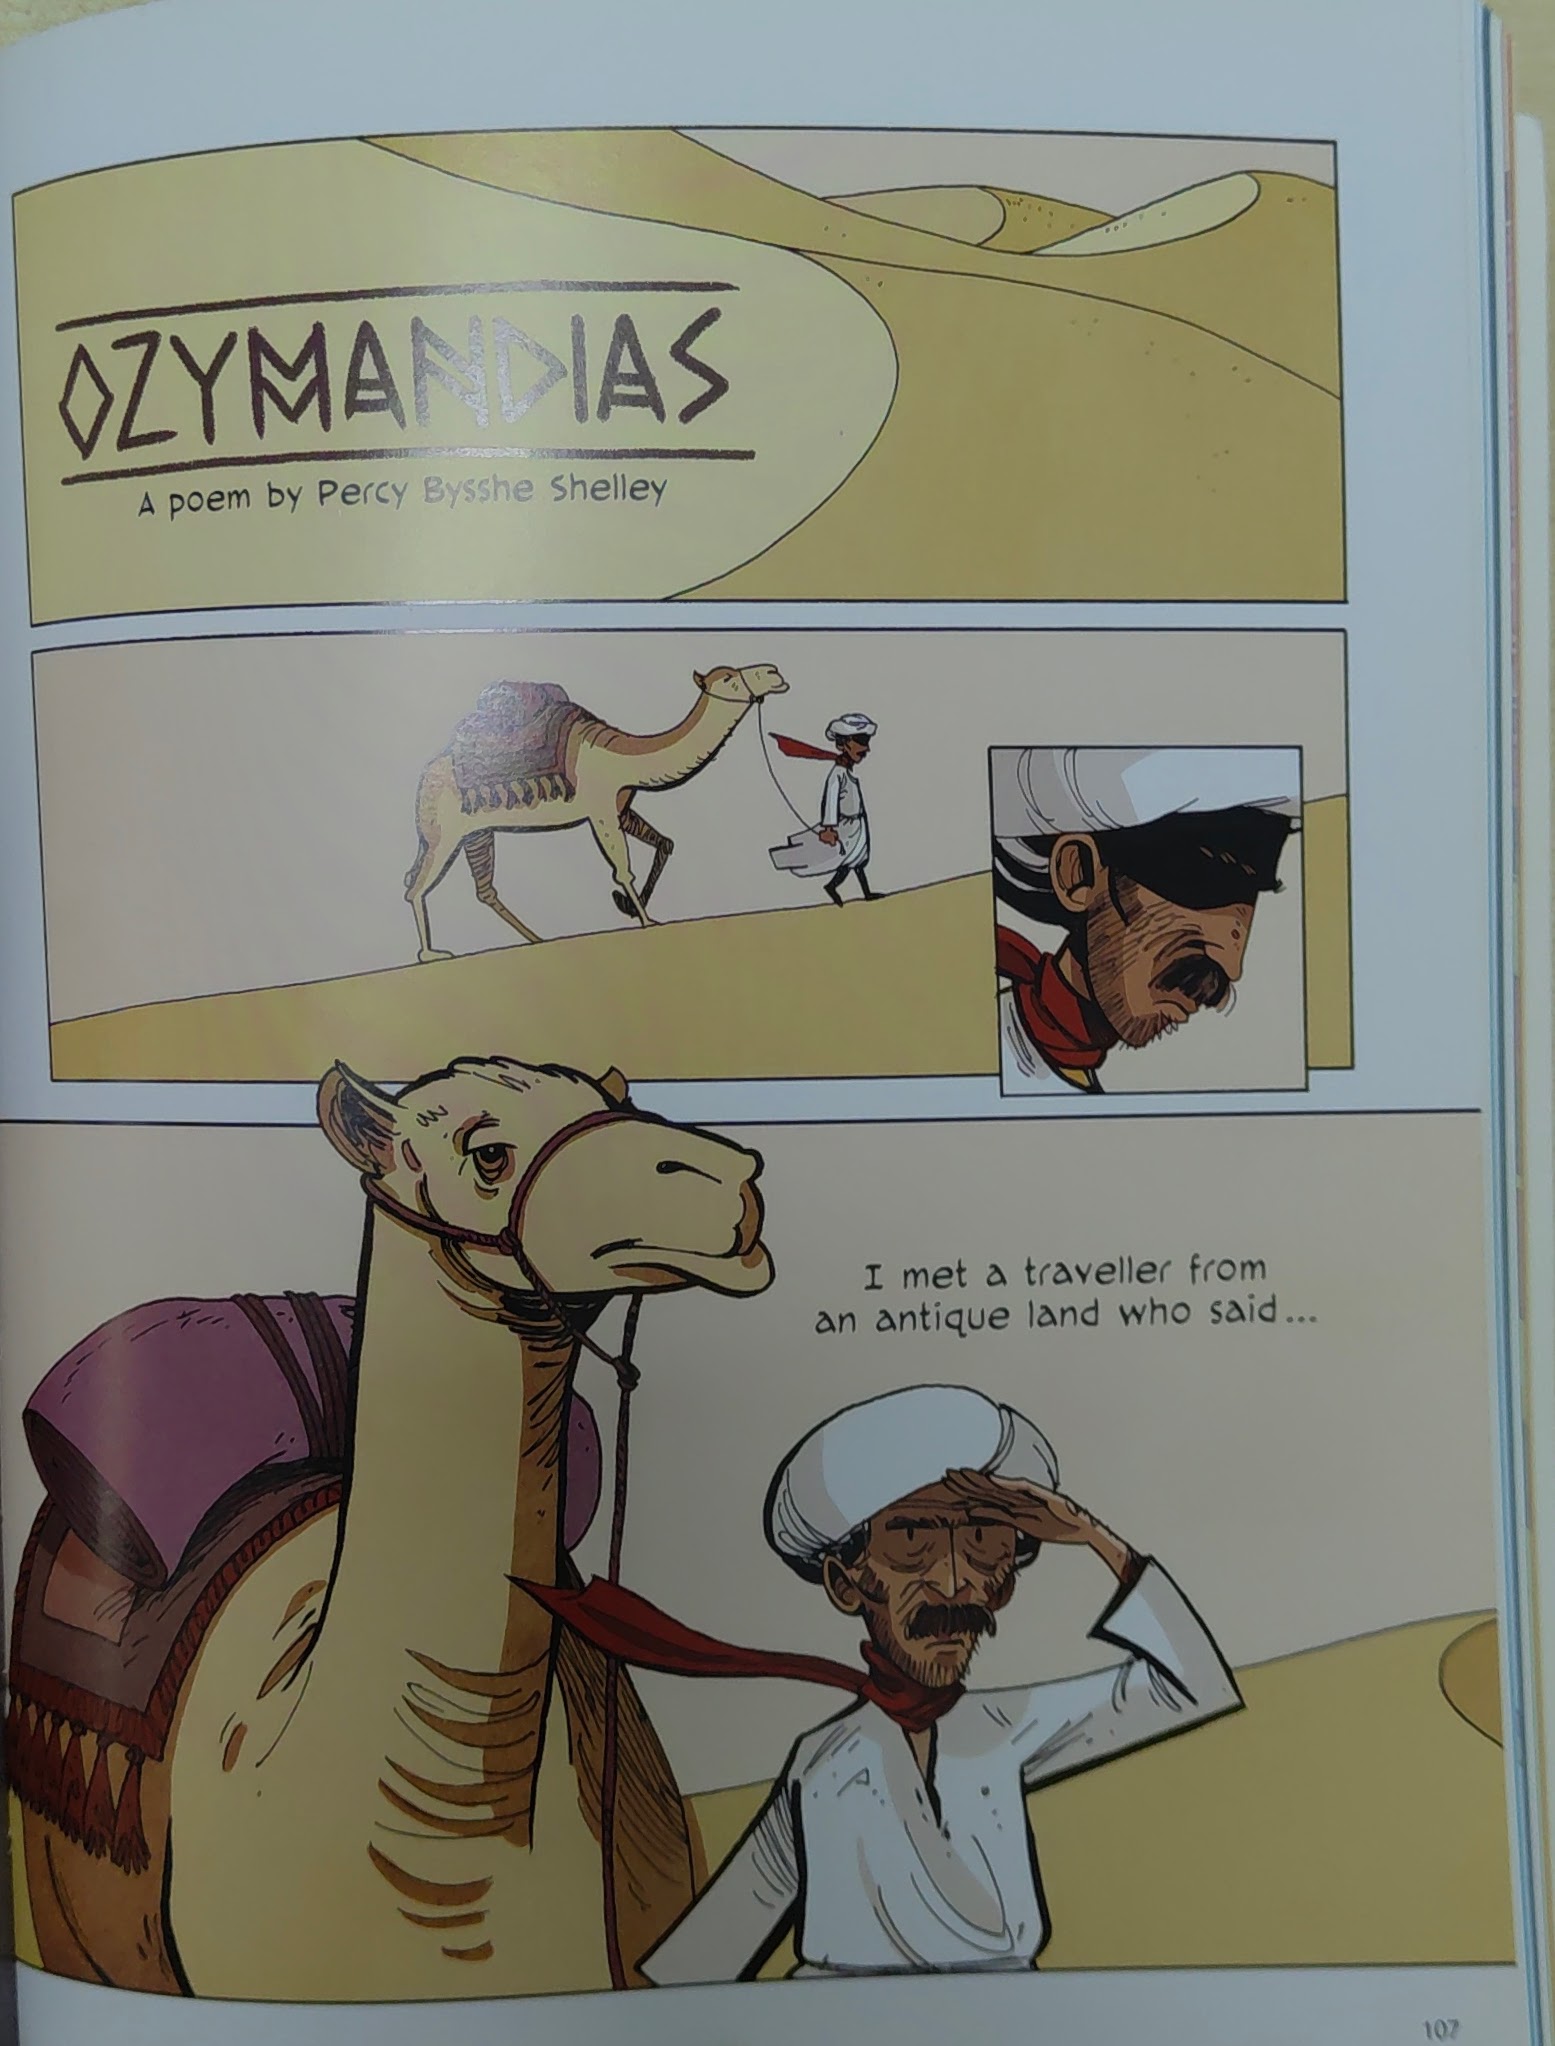 OZYMANDIAS
A poem by Percy Bysshe Shelley
I met a traveller from
an antique land who said...
107